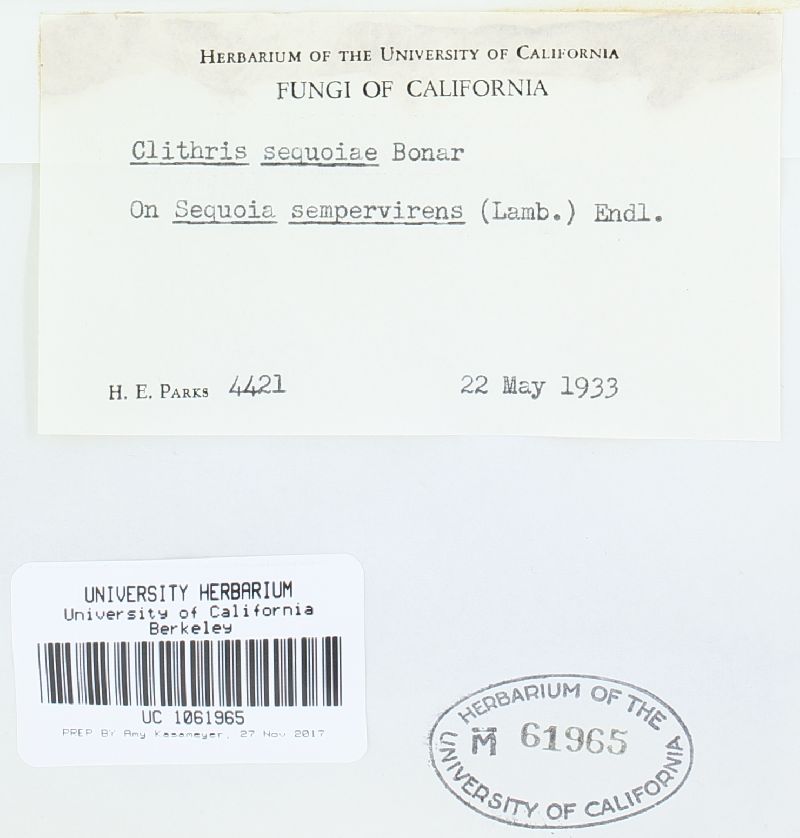 HERBARIUM OF THE UNIVERSITY OF CALIFORNIA
FUNGI OF CALIFORNIA
Clithris sequoiae Bonar
On Sequoia sempervirens (Lamb.) Endl.
H. E. PARKS 4421 22 May 1933
UNIVERSITY HERBARIUM
University of California
Berkeley
UC 1061965
PREP BY Amy Kasameyer, 27 Nov 2017
HERBARIUM OF THE
M̅ 61965
UNIVERSITY OF CALIFORNIA